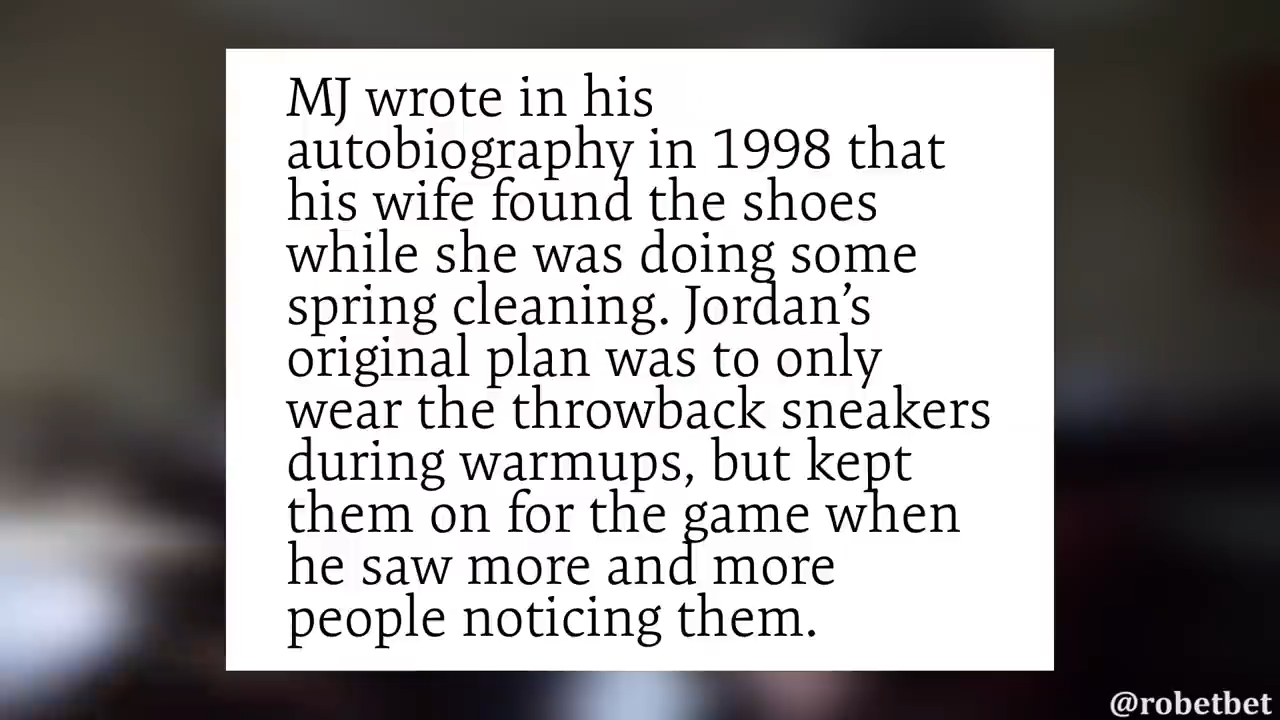 MJ wrote in his
autobiography in 1998 that
his wife found the shoes
while she was doing some
spring cleaning. Jordan’s
original plan was to only
wear the throwback sneakers
during warmups, but kept
them on for the game when
he saw more and more
people noticing them.
@robetbet